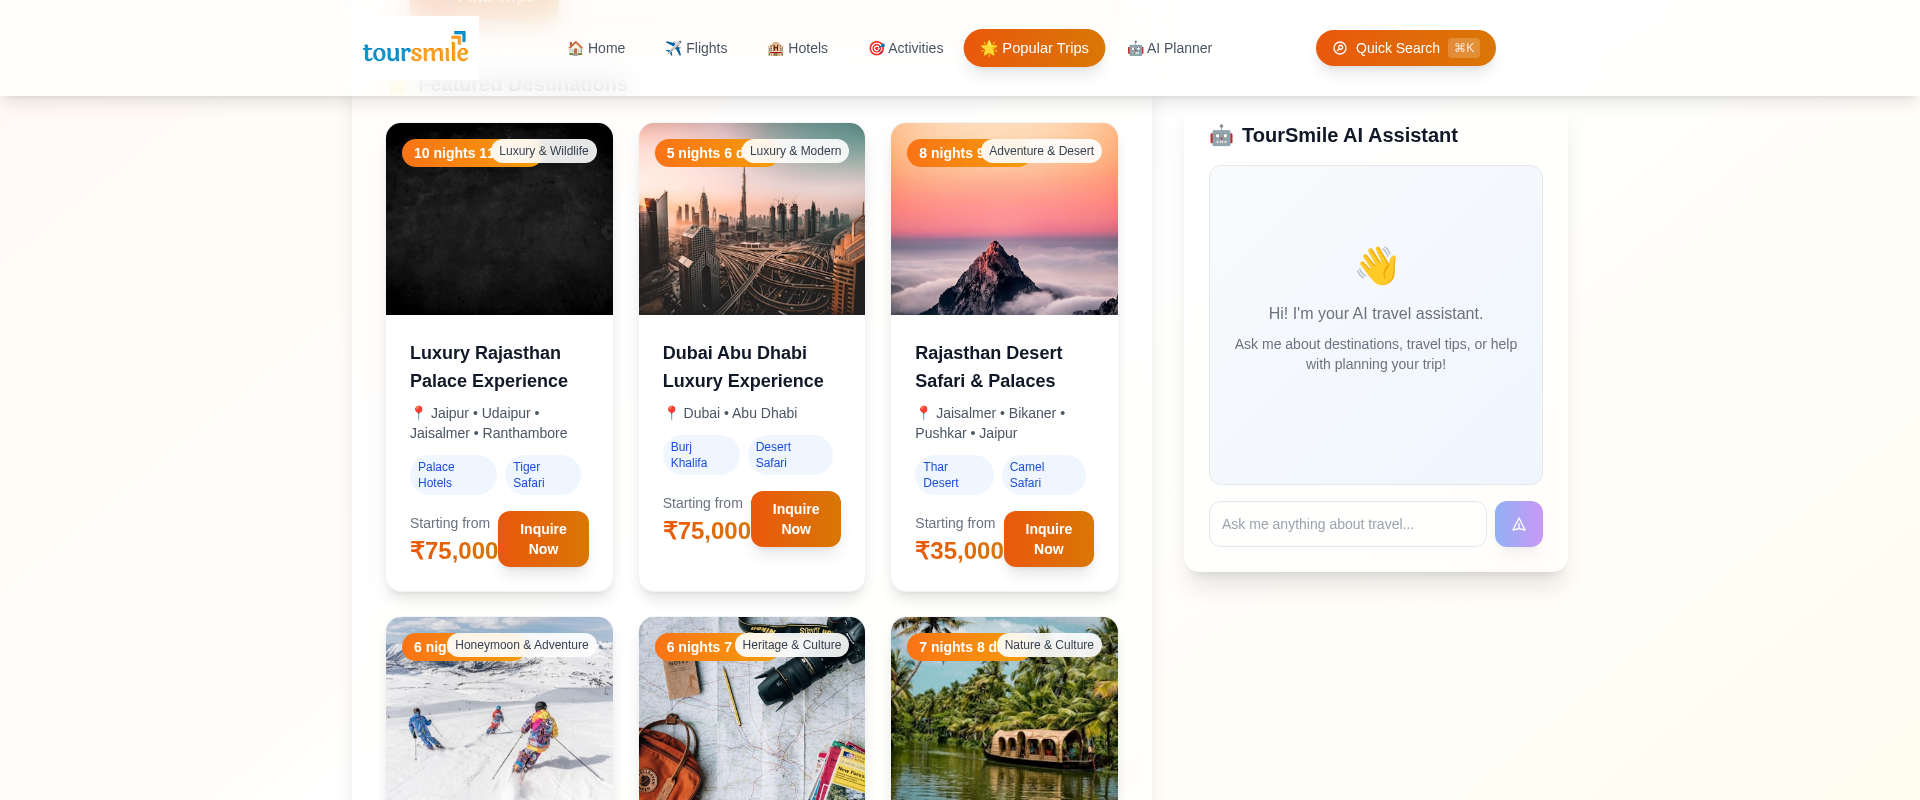 toursmile
🏠 Home
✈️ Flights
🏨 Hotels
🎯 Activities
🌟 Popular Trips
🤖 AI Planner
Quick Search ⌘K
Featured Destinations
10 nights 11
Luxury & Wildlife
Luxury Rajasthan
Palace Experience
📍 Jaipur • Udaipur •
Jaisalmer • Ranthambore
Palace
Hotels
Tiger
Safari
Starting from
₹75,000
Inquire
Now
5 nights 6 d
Luxury & Modern
Dubai Abu Dhabi
Luxury Experience
📍 Dubai • Abu Dhabi
Burj
Khalifa
Desert
Safari
Starting from
₹75,000
Inquire
Now
8 nights 9
Adventure & Desert
Rajasthan Desert
Safari & Palaces
📍 Jaisalmer • Bikaner •
Pushkar • Jaipur
Thar
Desert
Camel
Safari
Starting from
₹35,000
Inquire
Now
6 nig
Honeymoon & Adventure
6 nights 7
Heritage & Culture
7 nights 8 d
Nature & Culture
🤖 TourSmile AI Assistant
👋
Hi! I'm your AI travel assistant.
Ask me about destinations, travel tips, or help
with planning your trip!
Ask me anything about travel...